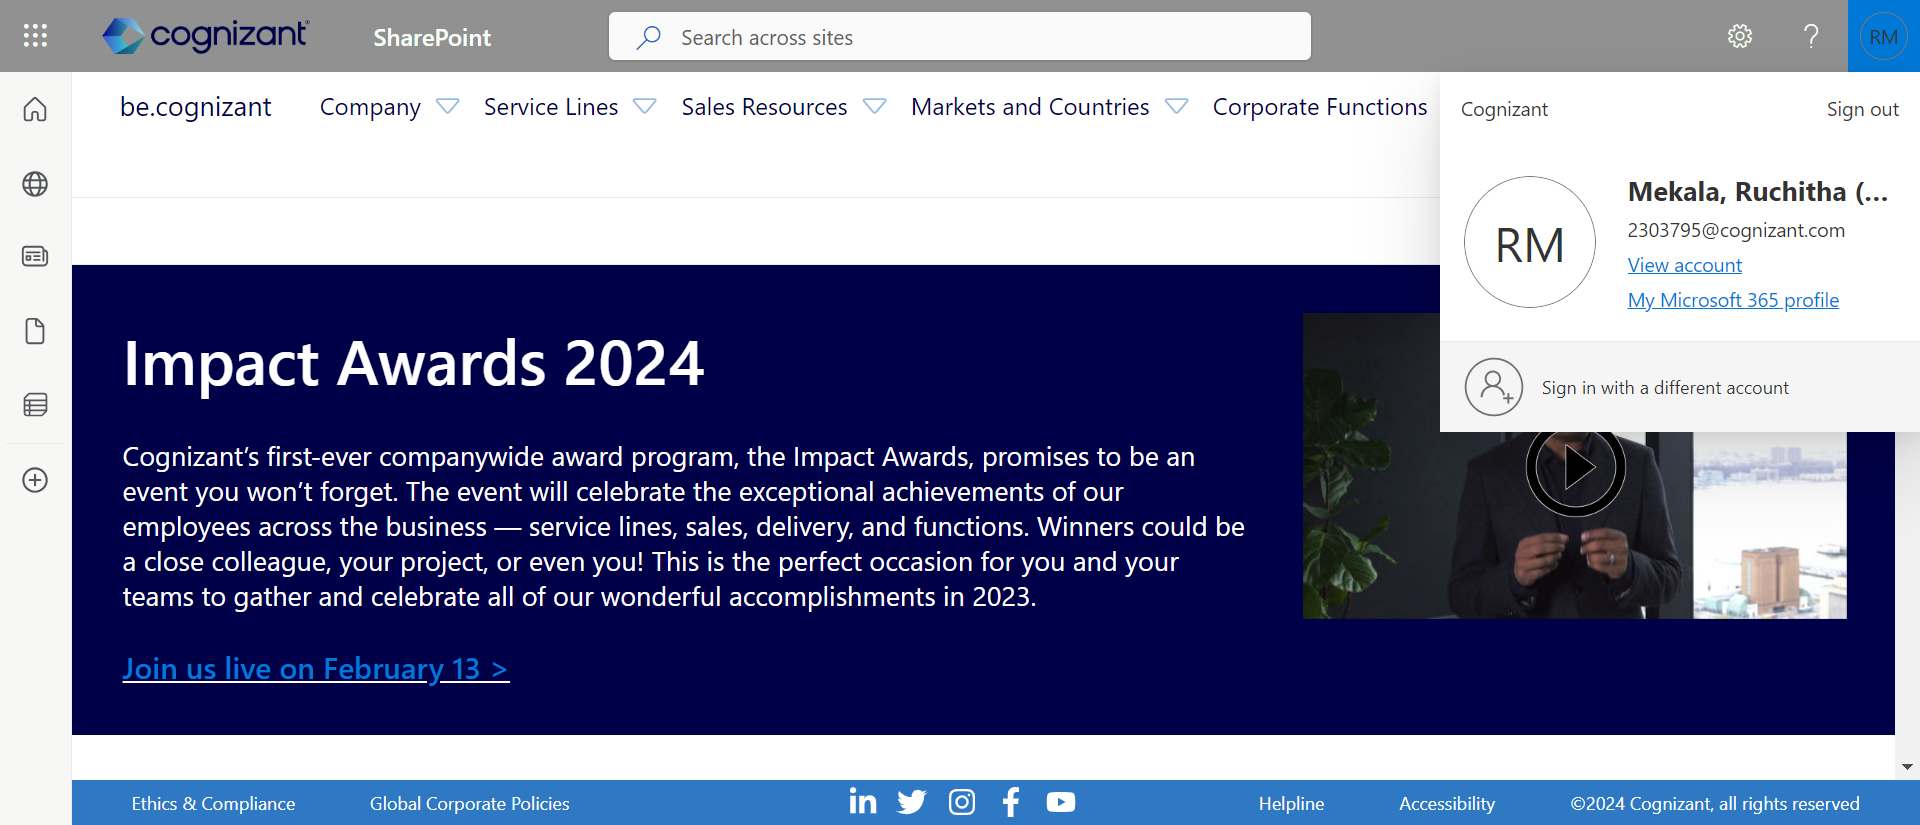 cognizant
SharePoint
Search across sites
?
RM
be.cognizant
Company
Service Lines
Sales Resources
Markets and Countries
Corporate Functions
Cognizant
Sign out
RM
Mekala, Ruchitha (...
2303795@cognizant.com
View account
My Microsoft 365 profile
Sign in with a different account
Impact Awards 2024
Cognizant’s first-ever companywide award program, the Impact Awards, promises to be an
event you won’t forget. The event will celebrate the exceptional achievements of our
employees across the business — service lines, sales, delivery, and functions. Winners could be
a close colleague, your project, or even you! This is the perfect occasion for you and your
teams to gather and celebrate all of our wonderful accomplishments in 2023.
Join us live on February 13 >
Ethics & Compliance
Global Corporate Policies
Helpline
Accessibility
©2024 Cognizant, all rights reserved